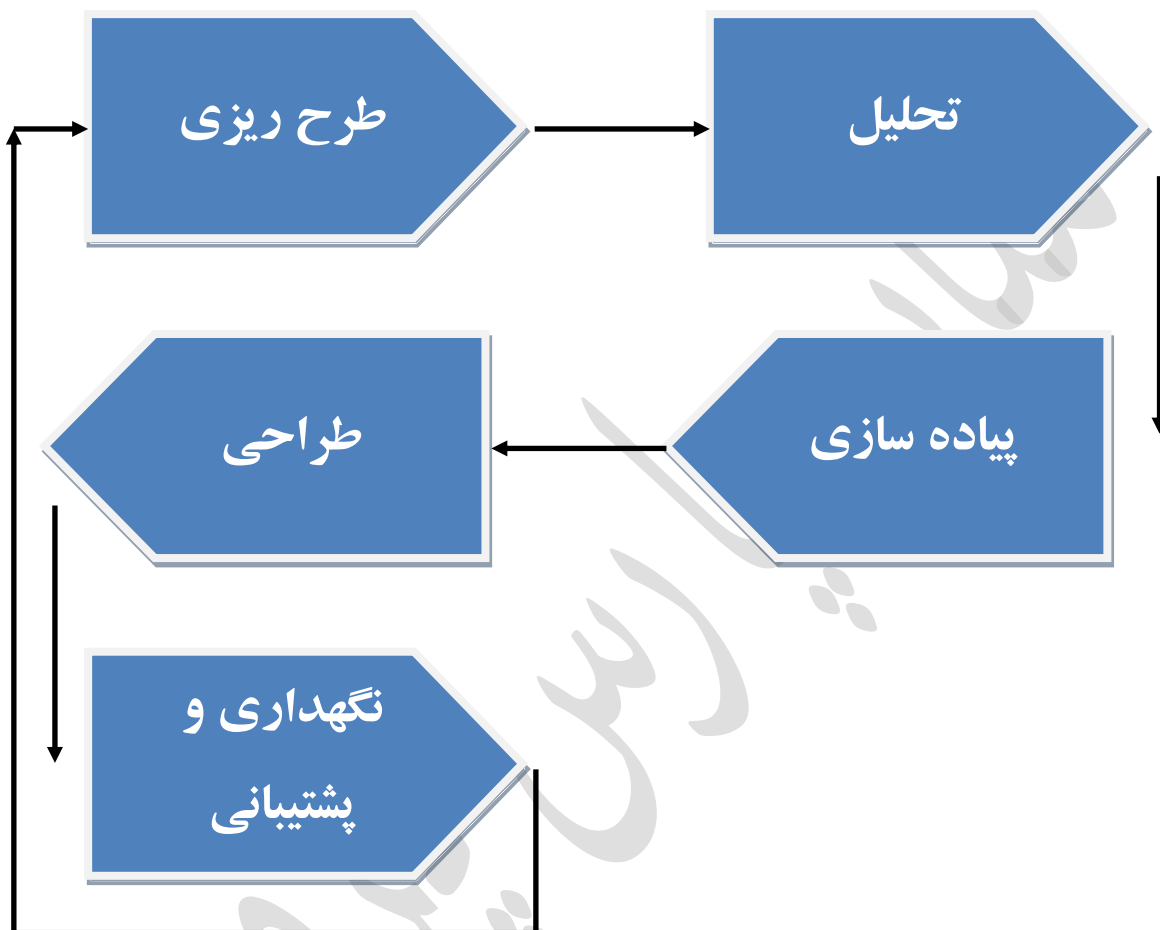 طرح ریزی
تحلیل
پیاده سازی
طراحی
نگهداری و
پشتیبانی